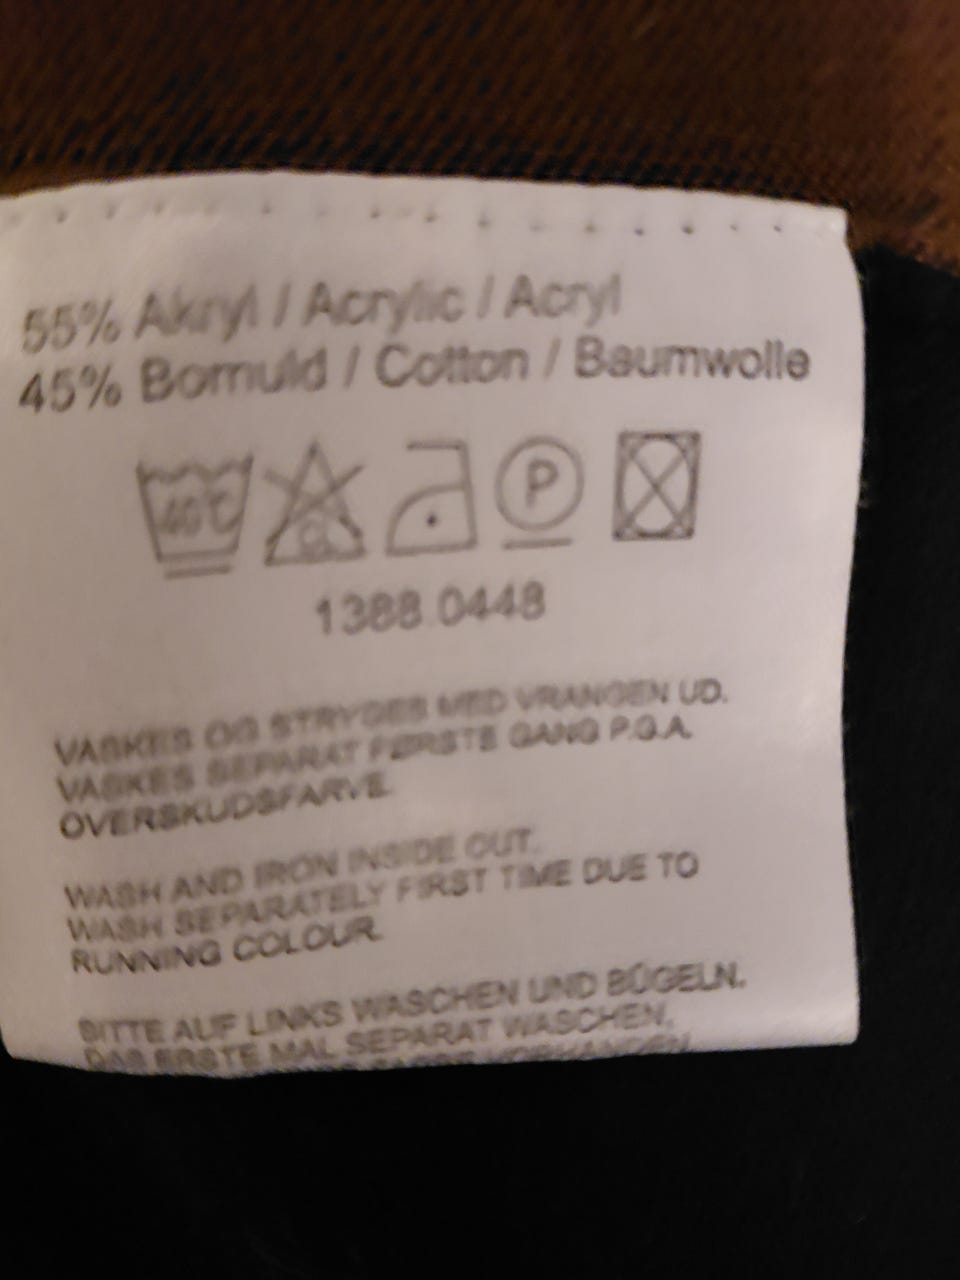 55% Akryl / Acrylic / Acryl
45% Bomuld / Cotton / Baumwolle
40°C CL P
1388.0448
VASKES OG STRYGES MED VRANGEN UD.
VASKES SEPARAT FØRSTE GANG P.G.A.
OVERSKUDSFARVE.
WASH AND IRON INSIDE OUT.
WASH SEPARATELY FIRST TIME DUE TO
RUNNING COLOUR.
BITTE AUF LINKS WASCHEN UND BÜGELN.
DAS ERSTE MAL SEPARAT WASCHEN,
VORHANDEN